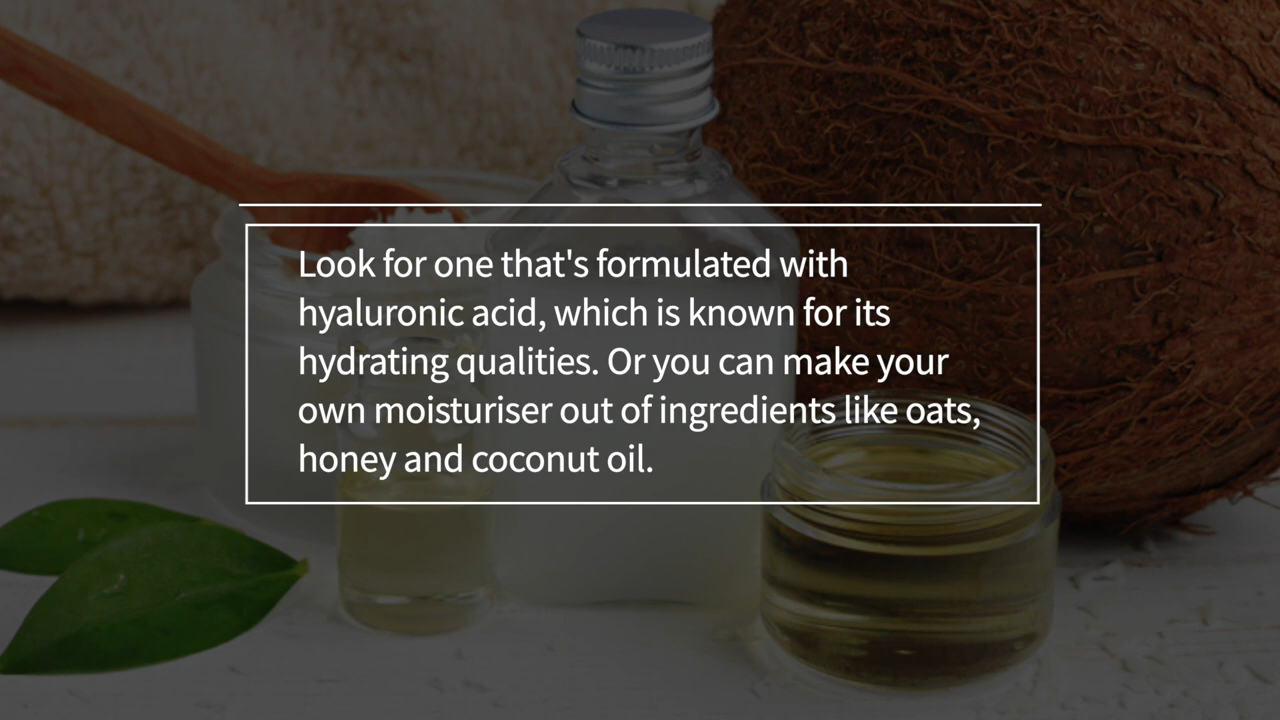 Look for one that's formulated with
hyaluronic acid, which is known for its
hydrating qualities. Or you can make your
own moisturiser out of ingredients like oats,
honey and coconut oil.